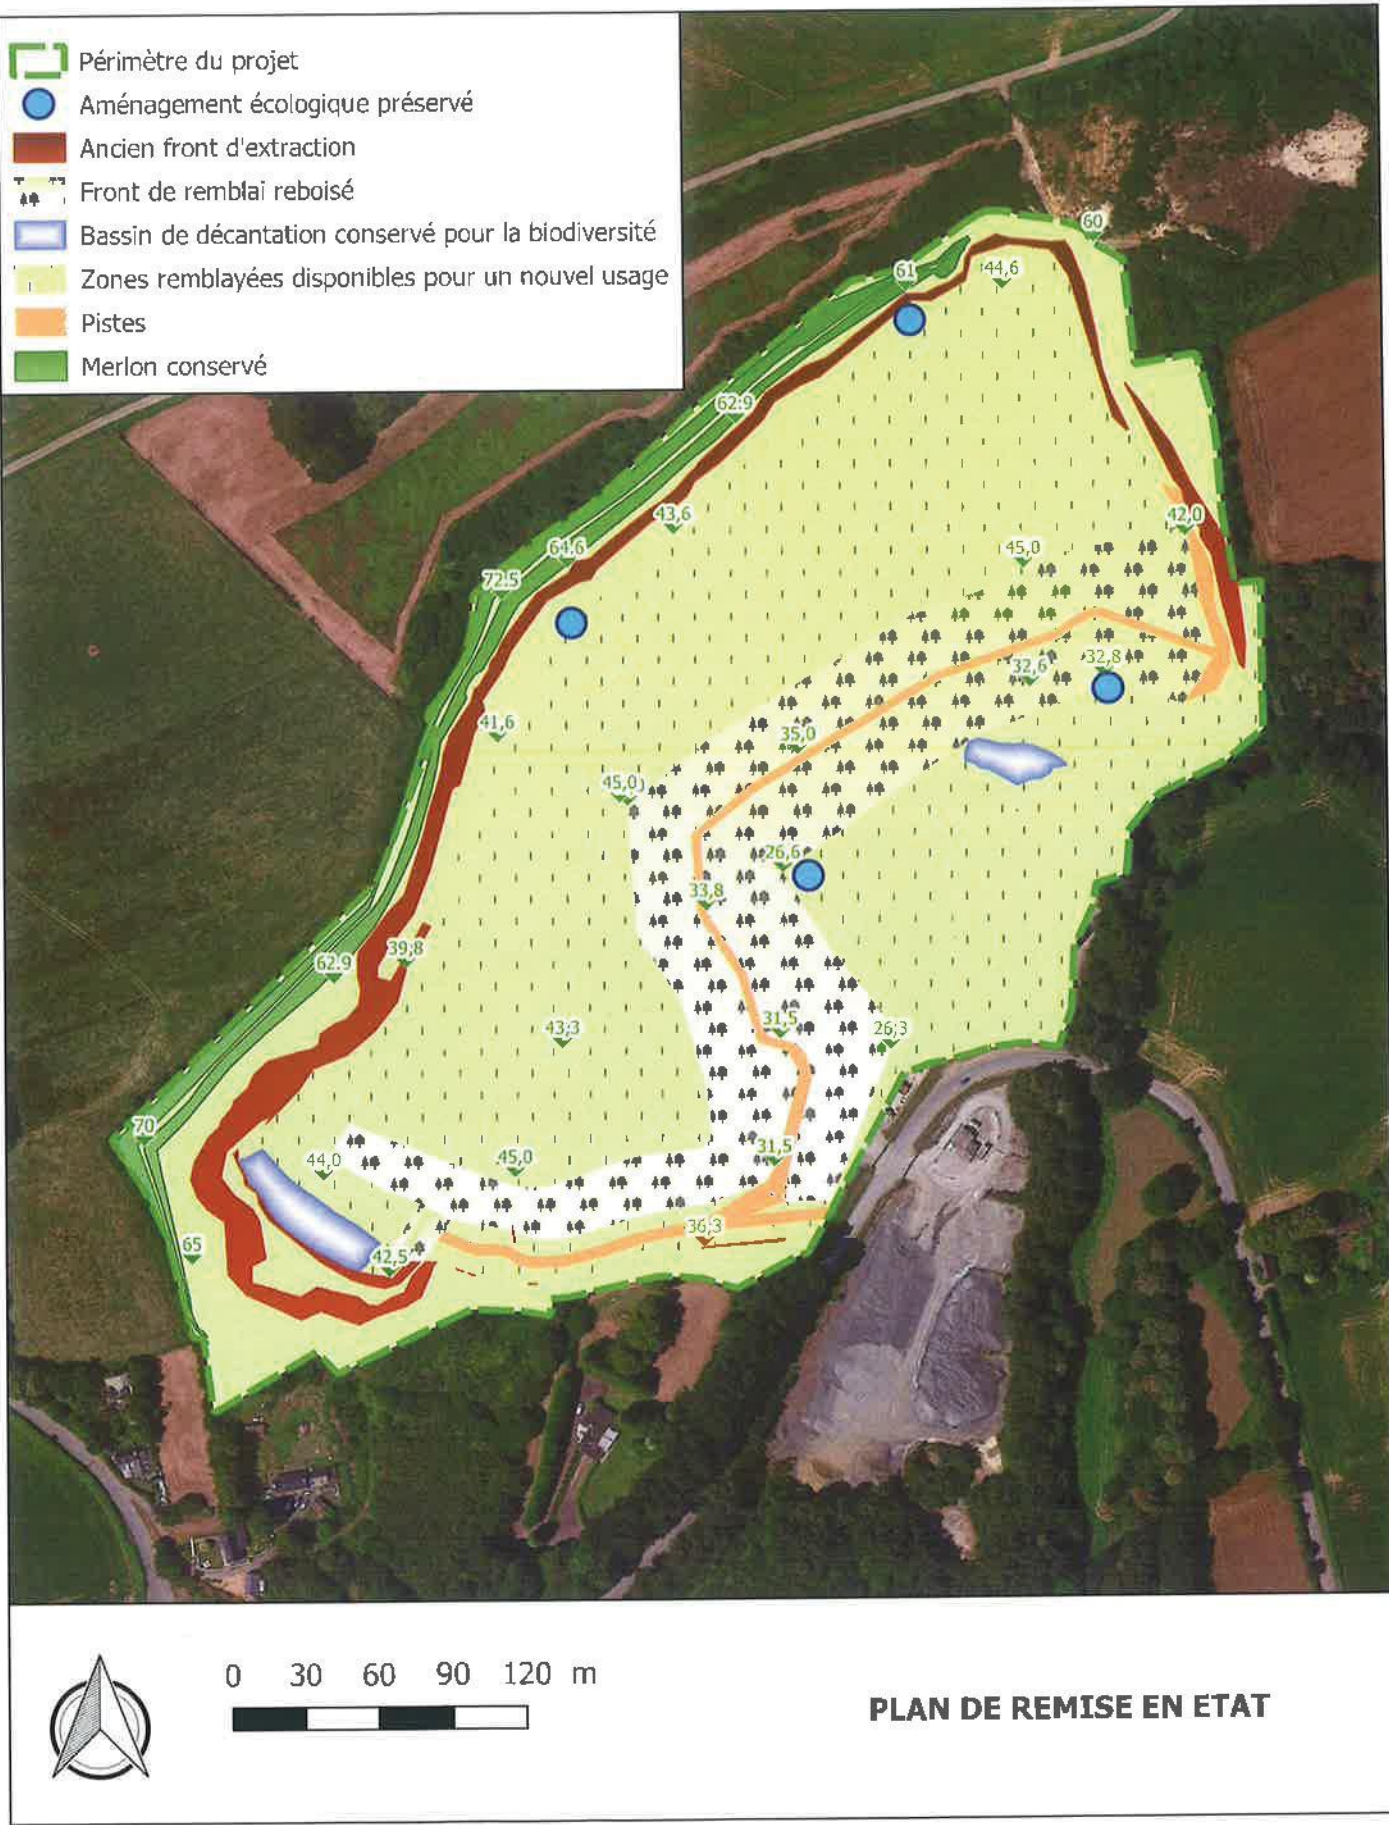 Périmètre du projet
Aménagement écologique préservé
Ancien front d'extraction
Front de remblai reboisé
Bassin de décantation conservé pour la biodiversité
Zones remblayées disponibles pour un nouvel usage
Pistes
Merlon conservé
60
61
44,6
62.9
43,6
42,0
64.6
45,0
72.5
32,8
32,6
41,6
35,0
45,0
26,6
33,8
39,8
62.9
31,5
26,3
43,3
70
31,5
44,0
45,0
36,3
65
42,5
0 30 60 90 120 m
PLAN DE REMISE EN ETAT